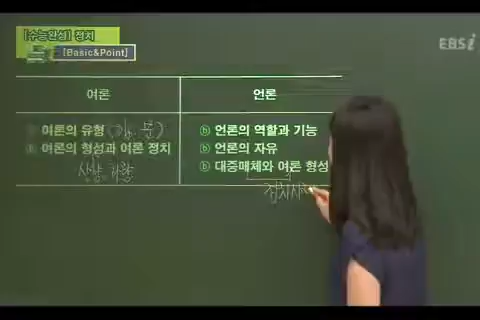 [수능완성] 정치
[Basic&Point]
EBSi
여론
언론
여론의 유형
ⓑ 여론의 형성과 여론 정치
ⓑ 언론의 역할과 기능
ⓑ 언론의 자유
ⓑ 대중매체와 여론 형성